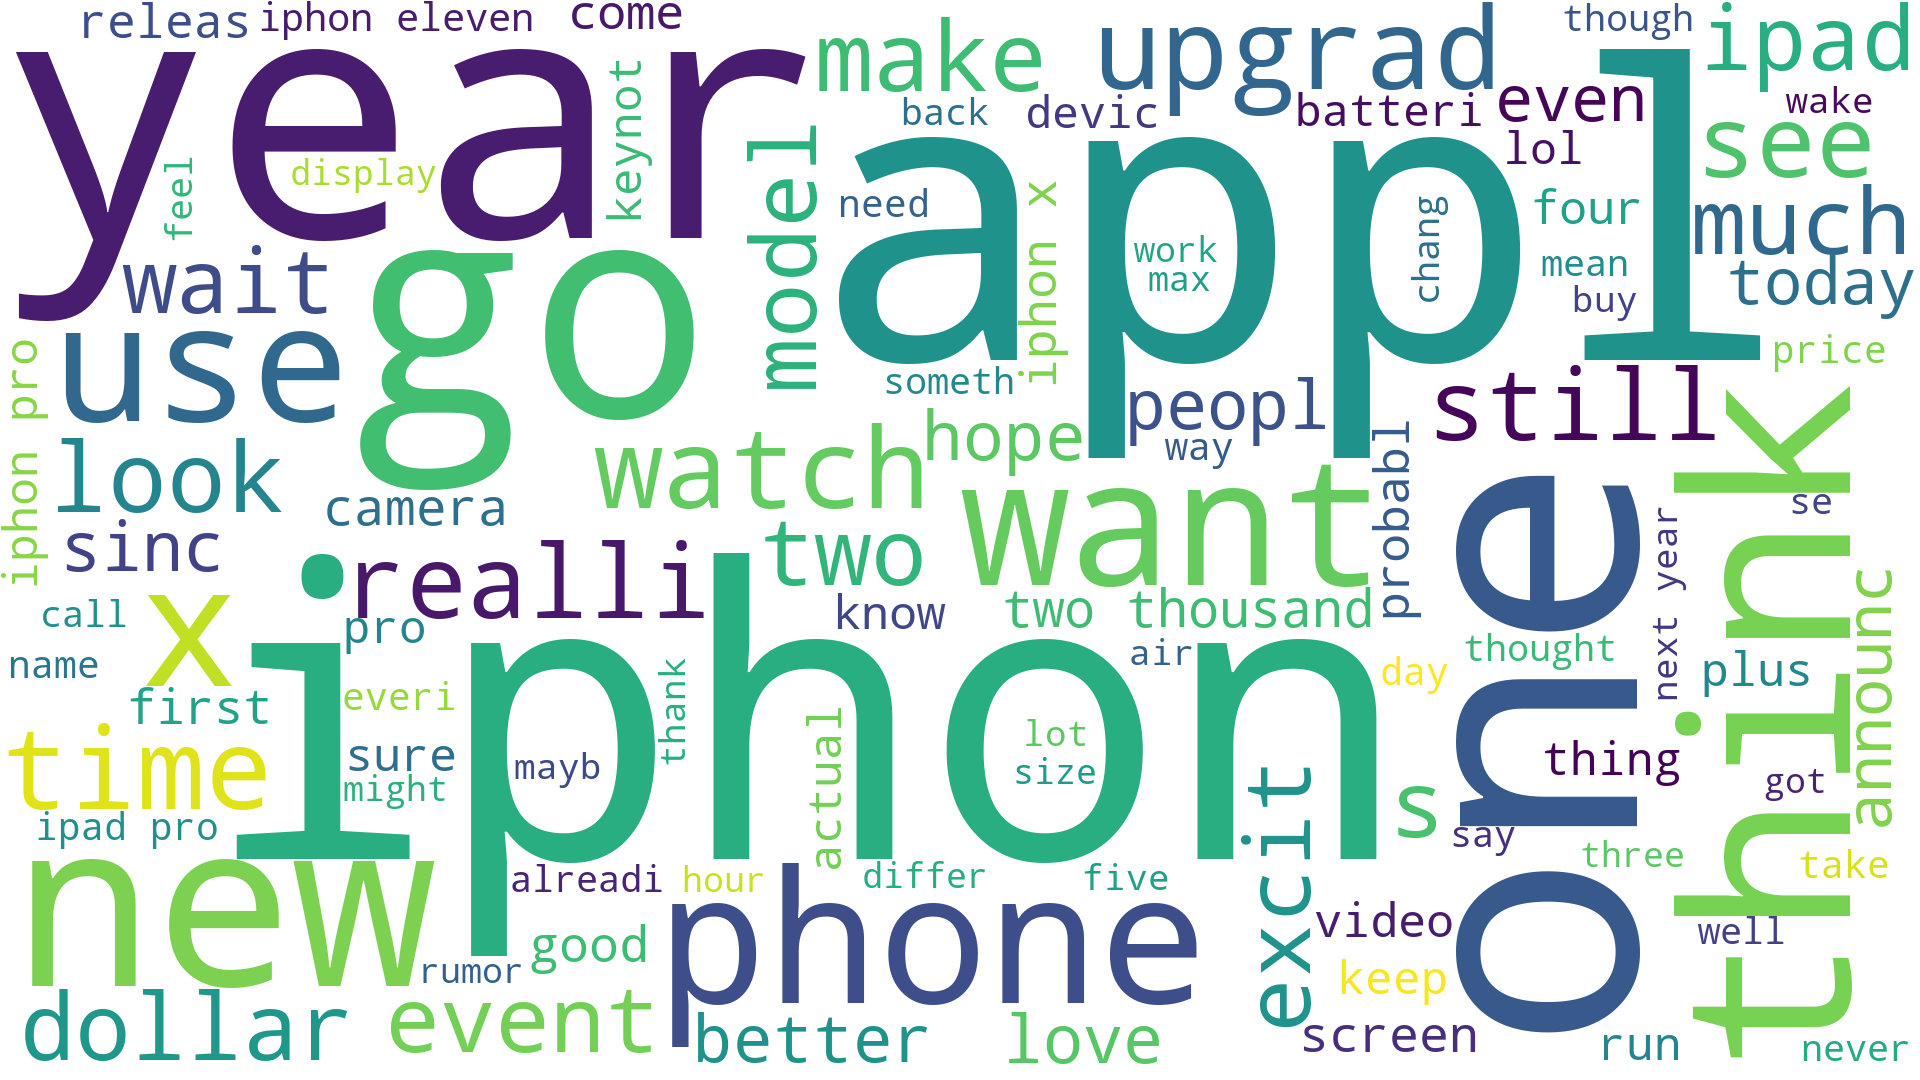 releas
iphon eleven
come
year
make
upgrad
though
ipad
keynot
back
devic
batteri
even
wake
appl
lol
see
feel
display
model
need
iphon x
work
max
chang
four
much
wait
go
mean
today
buy
use
iphon pro
someth
peopl
still
price
think
look
watch
hope
way
probabl
camera
want
one
se
iphon pro
sinc
realli
two
next year
call
x
iphon
pro
know
two thousand
air
thought
announc
name
first
everi
thank
day
plus
time
sure
might
mayb
actual
lot
size
excit
s
thing
got
ipad pro
new
alreadi
hour
differ
five
say
three
take
phone
good
rumor
video
well
dollar
event
better
love
keep
screen
run
never